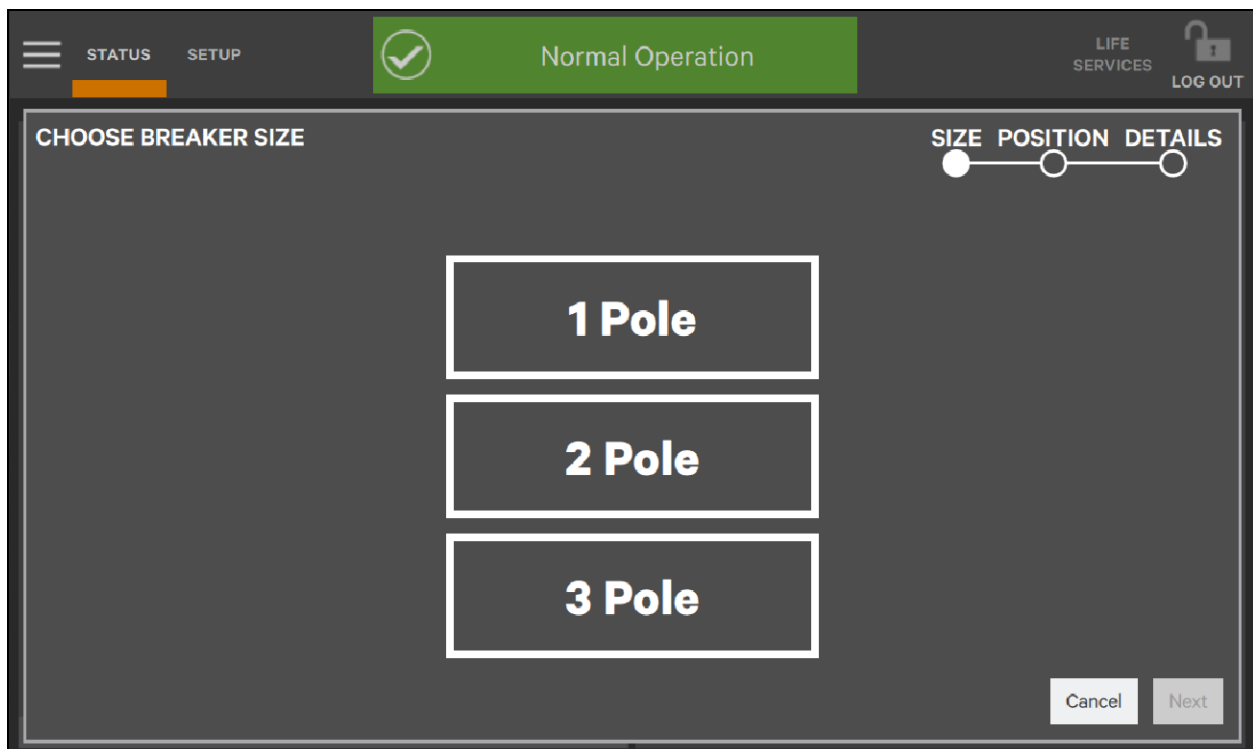 STATUS SETUP
Normal Operation
LIFE
SERVICES
LOG OUT
CHOOSE BREAKER SIZE
SIZE POSITION DETAILS
1 Pole
2 Pole
3 Pole
Cancel Next